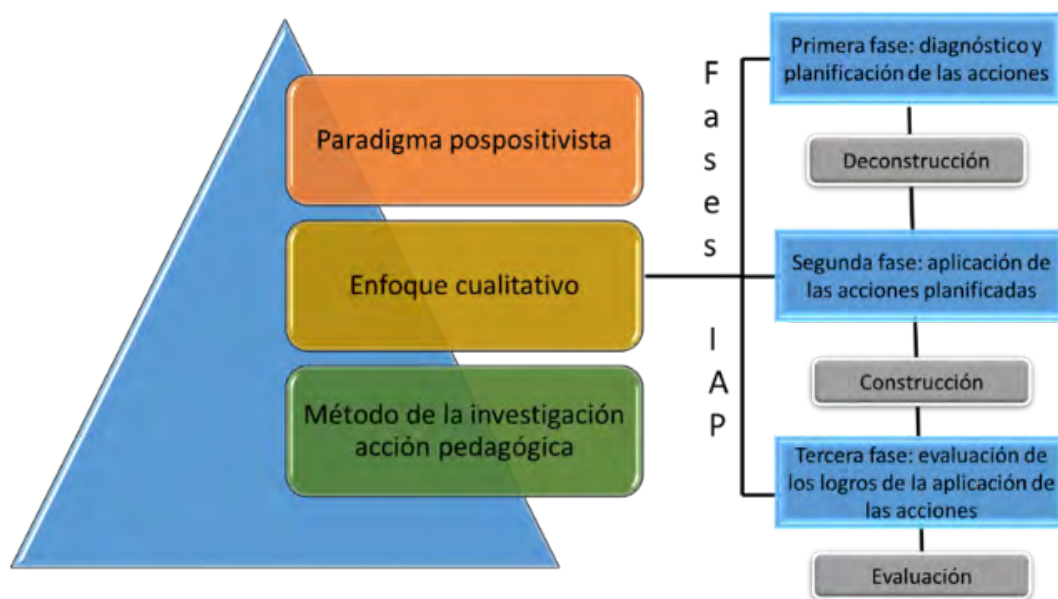 Paradigma pospositivista
Enfoque cualitativo
Método de la investigación
acción pedagógica
Fases
IAP
Primera fase: diagnóstico y
planificación de las acciones
Deconstrucción
Segunda fase: aplicación de
las acciones planificadas
Construcción
Tercera fase: evaluación de
los logros de la aplicación de
las acciones
Evaluación